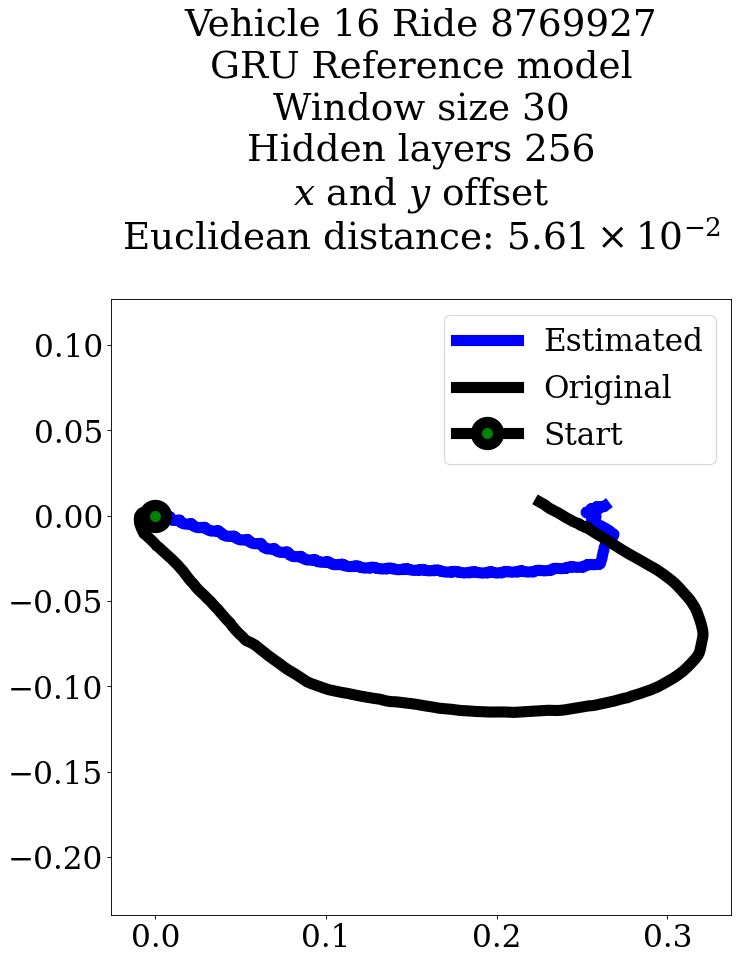 Vehicle 16 Ride 8769927
GRU Reference model
Window size 30
Hidden layers 256
x and y offset
Euclidean distance: 5.61 × 10⁻²
Estimated
Original
Start
0.10
0.05
0.00
−0.05
−0.10
−0.15
−0.20
0.0 0.1 0.2 0.3